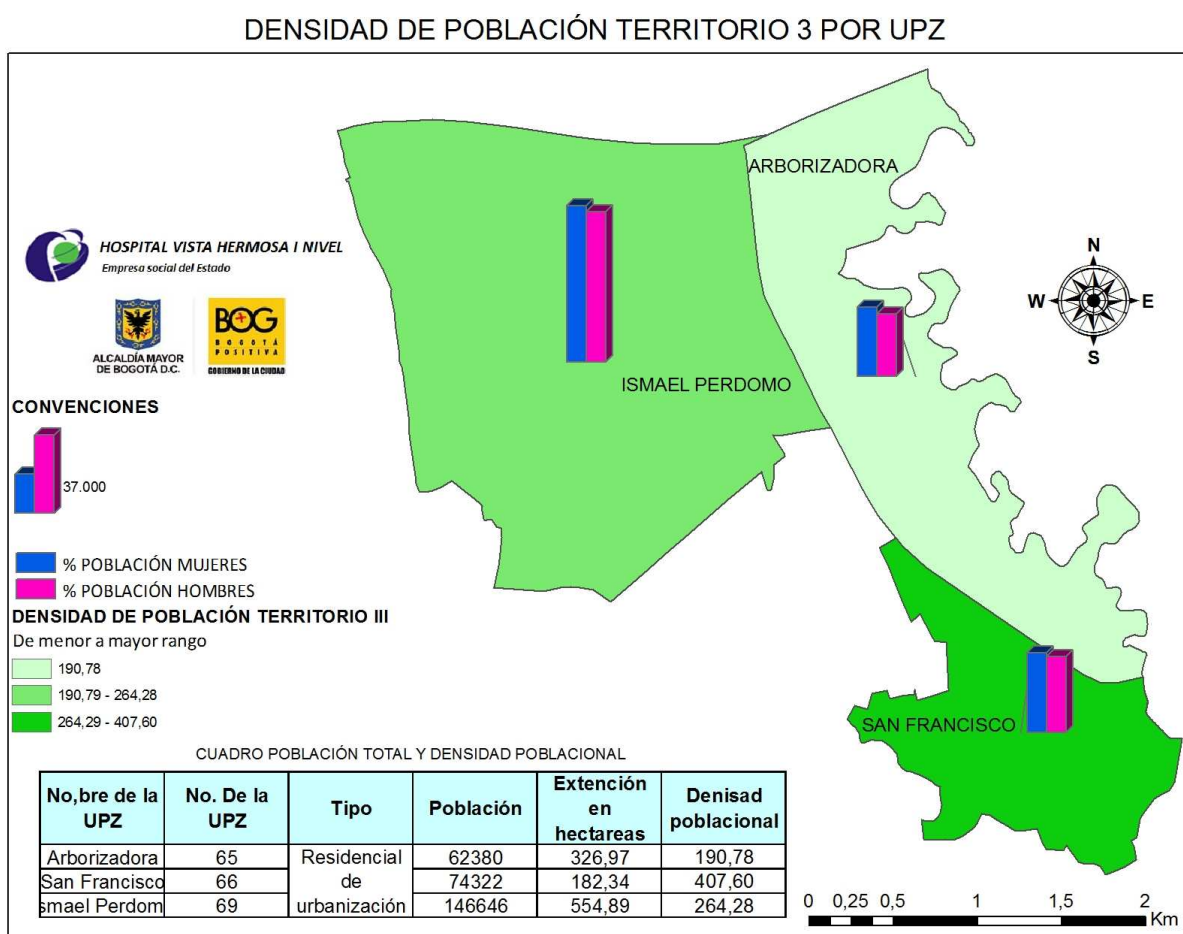 DENSIDAD DE POBLACIÓN TERRITORIO 3 POR UPZ
ARBORIZADORA
HOSPITAL VISTA HERMOSA I NIVEL
Empresa social del Estado
ALCALDÍA MAYOR
DE BOGOTÁ D.C.
BOG
BOGOTÁ
POSITIVA
GOBIERNO DE LA CIUDAD
N
W
E
S
ISMAEL PERDOMO
CONVENCIONES
37.000
% POBLACIÓN MUJERES
% POBLACIÓN HOMBRES
DENSIDAD DE POBLACIÓN TERRITORIO III
De menor a mayor rango
190,78
190,79 - 264,28
264,29 - 407,60
SAN FRANCISCO
CUADRO POBLACIÓN TOTAL Y DENSIDAD POBLACIONAL
No,bre de la UPZ No. De la UPZ Tipo Población Extención en hectareas Denisad poblacional
Arborizadora 65 Residencial 62380 326,97 190,78
San Francisco 66 de 74322 182,34 407,60
smael Perdom 69 urbanización 146646 554,89 264,28
0 0,25 0,5 1 1,5 2 Km